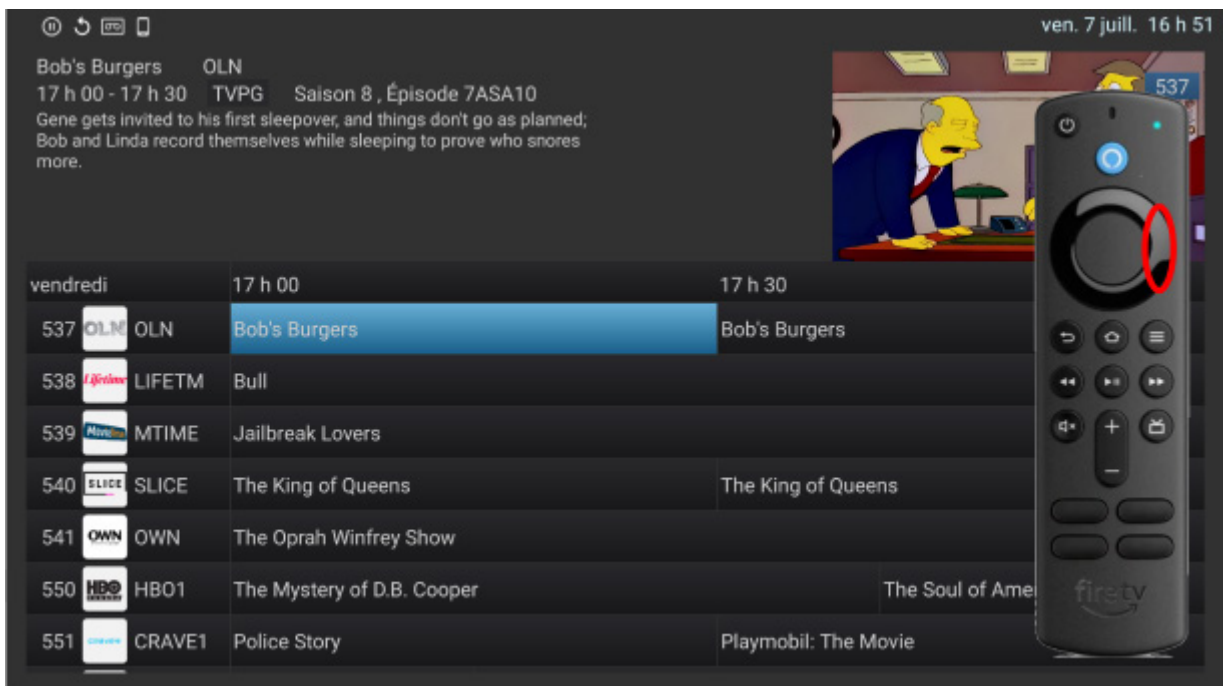 ven. 7 juill. 16 h 51
Bob's Burgers OLN
17 h 00 - 17 h 30 TVPG Saison 8 , Épisode 7ASA10
Gene gets invited to his first sleepover, and things don't go as planned;
Bob and Linda record themselves while sleeping to prove who snores
more.
537
vendredi 17 h 00 17 h 30
537 OLN OLN Bob's Burgers Bob's Burgers
538 Lifetime LIFETM Bull
539 MTIME Jailbreak Lovers
540 SLICE SLICE The King of Queens The King of Queens
541 OWN OWN The Oprah Winfrey Show
550 HBO HBO1 The Mystery of D.B. Cooper The Soul of Ame
551 CRAVE1 Police Story Playmobil: The Movie
firetv